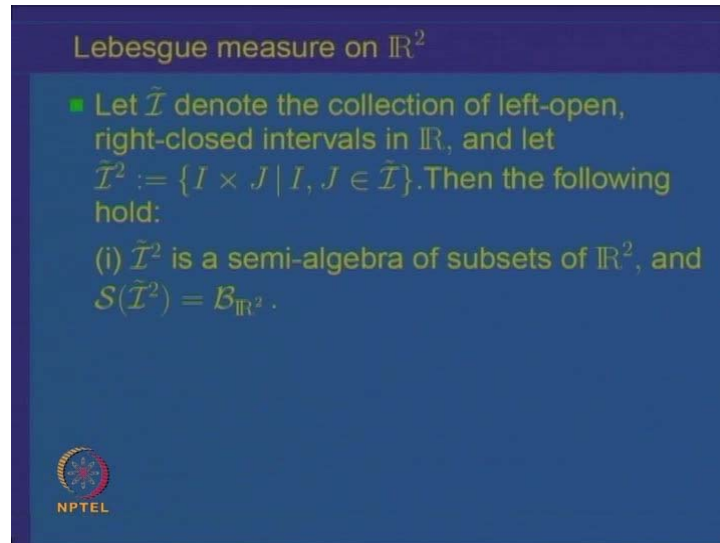 Lebesgue measure on ℝ²
Let Ĩ denote the collection of left-open,
right-closed intervals in ℝ, and let
Ĩ² := {I × J | I, J ∈ Ĩ}.Then the following
hold:
(i) Ĩ² is a semi-algebra of subsets of ℝ², and
𝒮(Ĩ²) = ℬ_ℝ² .
NPTEL